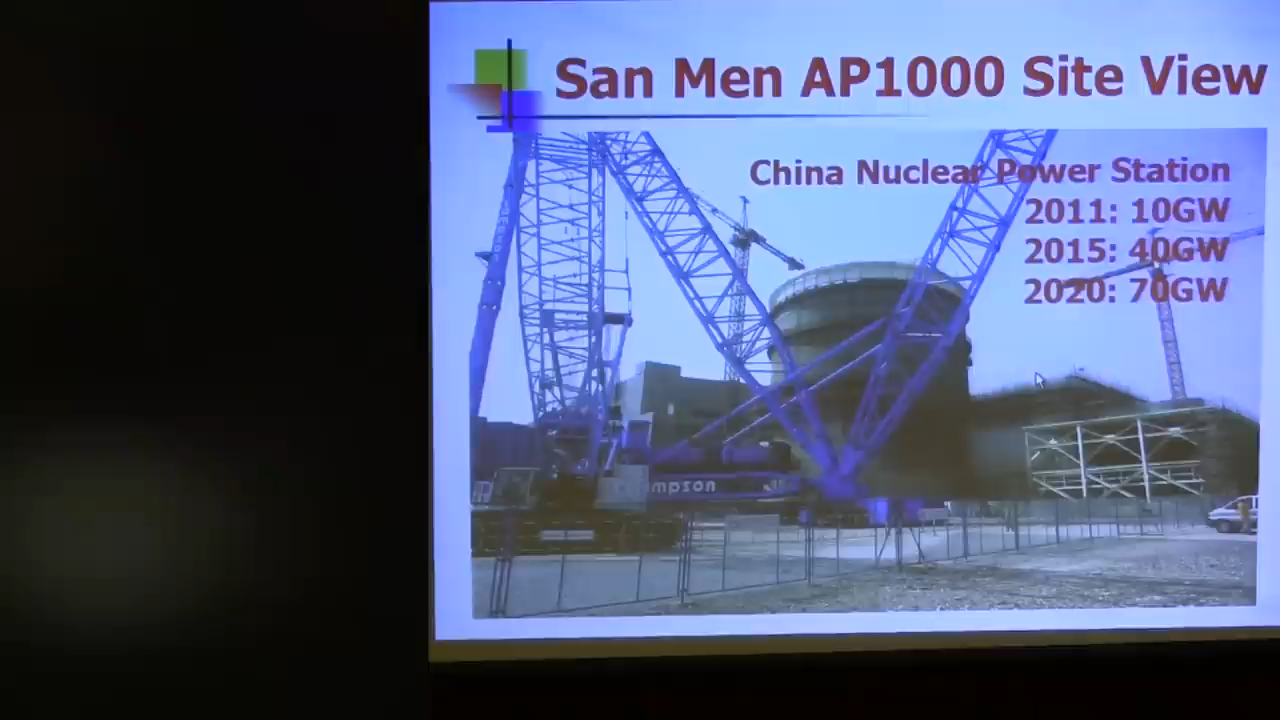 San Men AP1000 Site View
China Nuclear Power Station
2011: 10GW
2015: 40GW
2020: 70GW
mpson